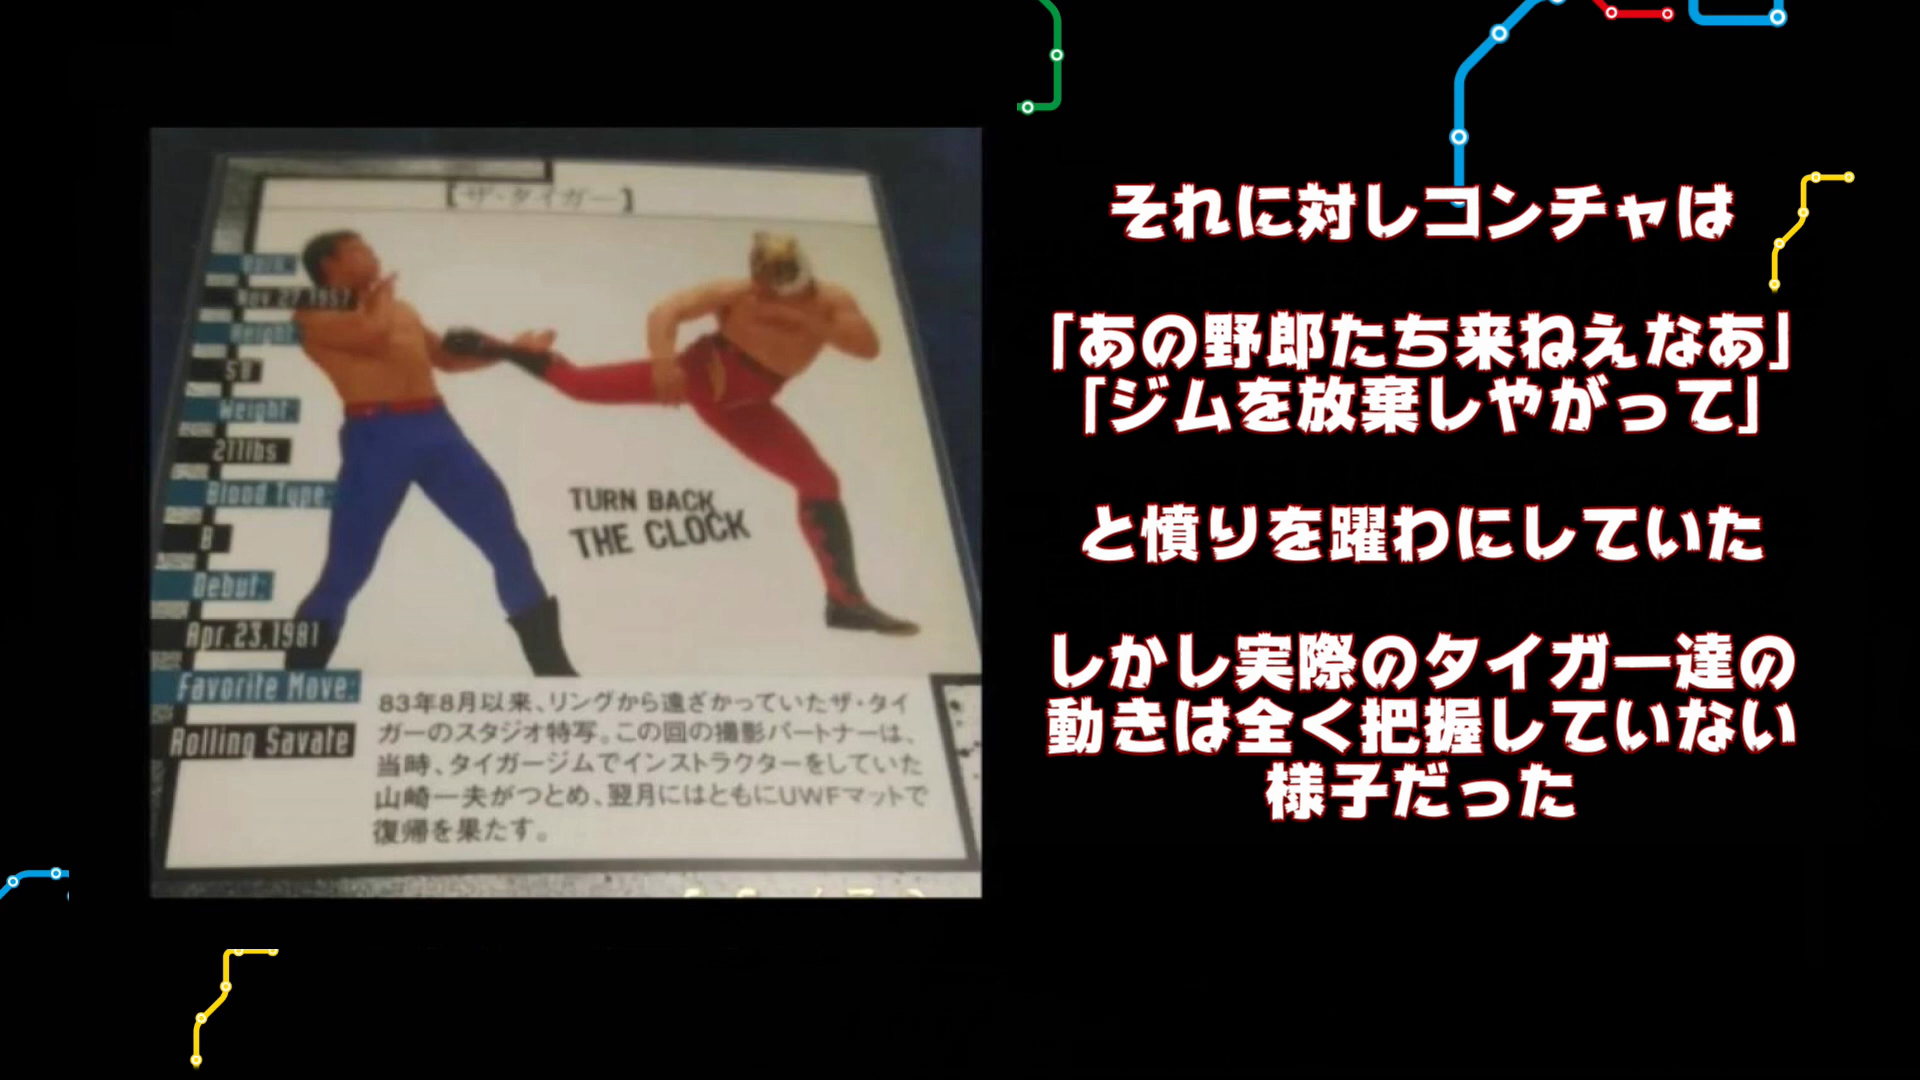 【ザ・タイガー】
Born:
Nov.27,1957
Height:
5'8
Weight:
211lbs
Blood Type:
B
Debut:
Apr.23,1981
Favorite Move:
Rolling Savate
TURN BACK
THE CLOCK
83年8月以来、リングから遠ざかっていたザ・タイ
ガーのスタジオ特写。この回の撮影パートナーは、
当時、タイガージムでインストラクターをしていた
山崎一夫がつとめ、翌月にはともにUWFマットで
復帰を果たす。
それに対しコンチャは
「あの野郎たち来ねえなあ」
「ジムを放棄しやがって」
と憤りを躍わにしていた
しかし実際のタイガー達の
動きは全く把握していない
様子だった